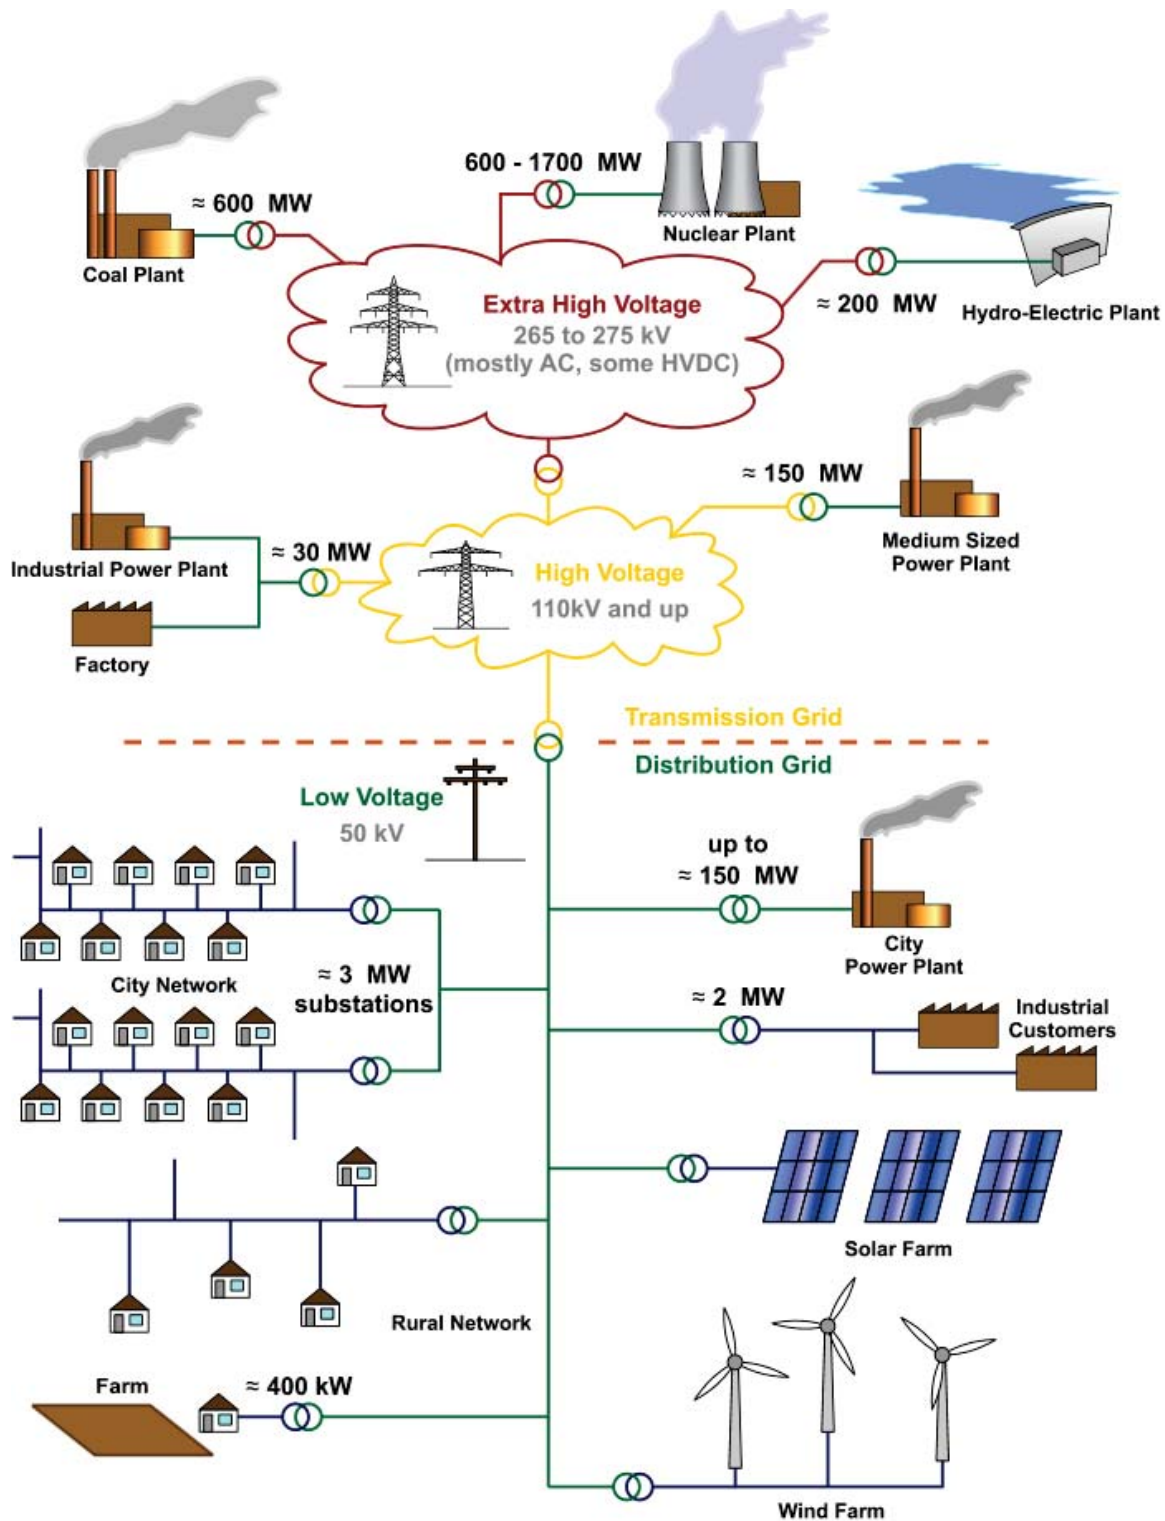 600 - 1700  MW
≈ 600  MW
Nuclear Plant
Coal Plant
Extra High Voltage
265 to 275 kV
(mostly AC, some HVDC)
≈ 200  MW
Hydro-Electric Plant
≈ 150  MW
Medium Sized
Power Plant
≈ 30 MW
Industrial Power Plant
Factory
High Voltage
110kV and up
Transmission Grid
Distribution Grid
Low Voltage
50 kV
up to
≈ 150  MW
City
Power Plant
City Network
≈ 3  MW
substations
≈ 2  MW
Industrial
Customers
Solar Farm
Rural Network
Farm
≈ 400 kW
Wind Farm